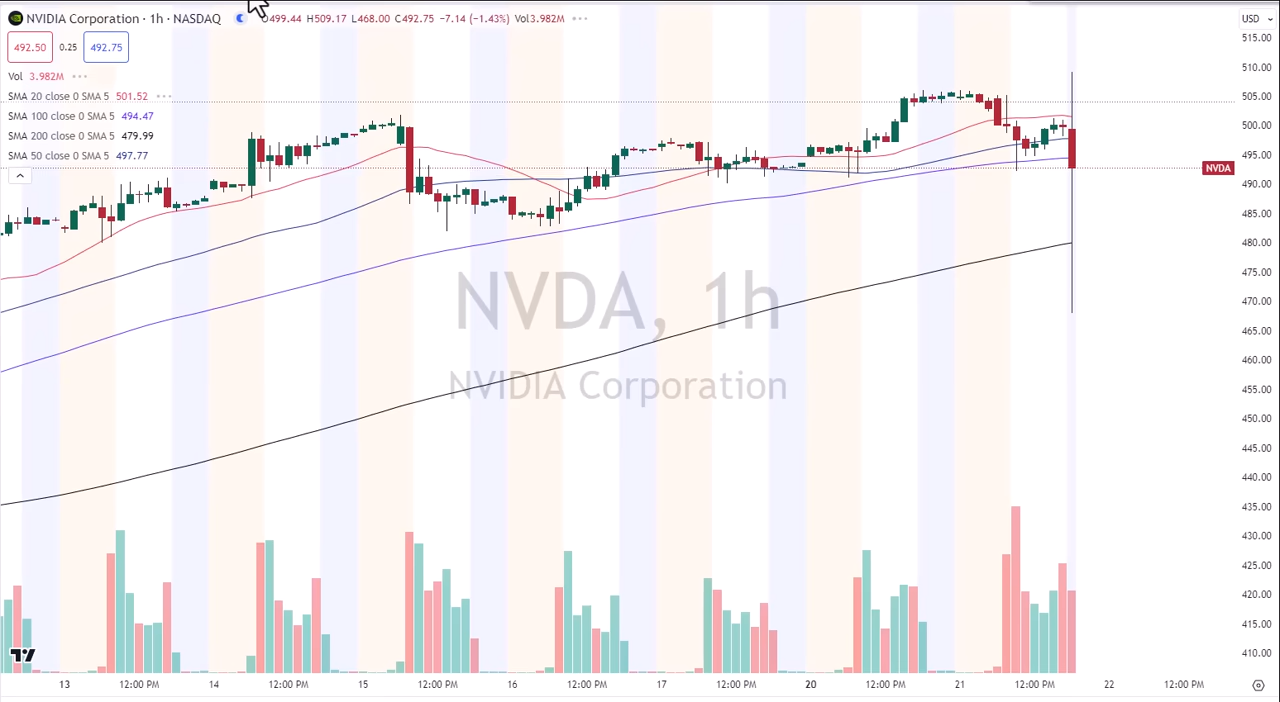 NVIDIA Corporation · 1h · NASDAQ O499.44 H509.17 L468.00 C492.75 −7.14 (−1.43%) Vol3.982M
USD
492.50 0.25 492.75
Vol 3.982M
SMA 20 close 0 SMA 5 501.52
SMA 100 close 0 SMA 5 494.47
SMA 200 close 0 SMA 5 479.99
SMA 50 close 0 SMA 5 497.77
515.00
510.00
505.00
500.00
495.00
NVDA
490.00
485.00
480.00
475.00
470.00
465.00
460.00
455.00
450.00
445.00
440.00
435.00
430.00
425.00
420.00
415.00
410.00
NVDA, 1h
NVIDIA Corporation
13 12:00 PM 14 12:00 PM 15 12:00 PM 16 12:00 PM 17 12:00 PM 20 12:00 PM 21 12:00 PM 22 12:00 PM